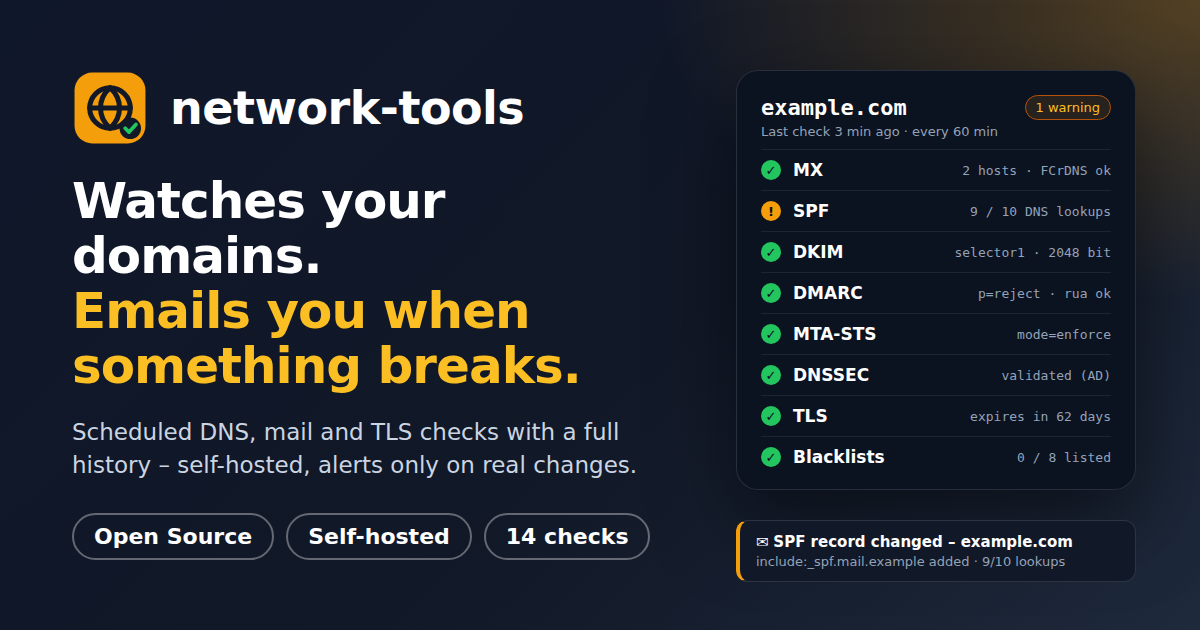 network-tools
Watches your
domains.
Emails you when
something breaks.
Scheduled DNS, mail and TLS checks with a full
history – self-hosted, alerts only on real changes.
Open Source
Self-hosted
14 checks
example.com
1 warning
Last check 3 min ago · every 60 min
✓ MX 2 hosts · FCrDNS ok
! SPF 9 / 10 DNS lookups
✓ DKIM selector1 · 2048 bit
✓ DMARC p=reject · rua ok
✓ MTA-STS mode=enforce
✓ DNSSEC validated (AD)
✓ TLS expires in 62 days
✓ Blacklists 0 / 8 listed
✉ SPF record changed – example.com
include:_spf.mail.example added · 9/10 lookups